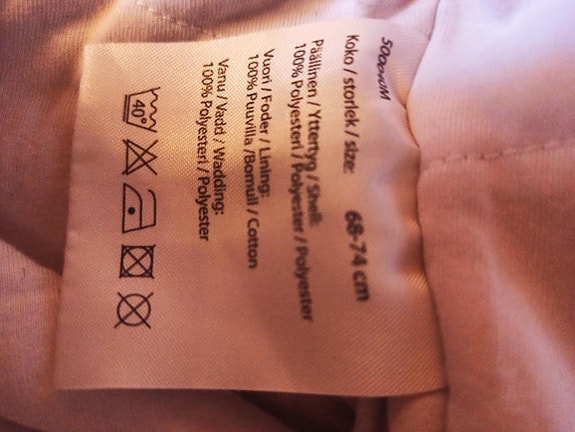 Koko / storlek / size: 68-74 cm
Päällinen / Yttertyg / Shell:
100% Polyesteri / Polyester / Polyester
Vuori / Foder / Lining:
100% Puuvilla /Bomull / Cotton
Vanu / Vadd / Wadding:
100% Polyesteri / Polyester
40°